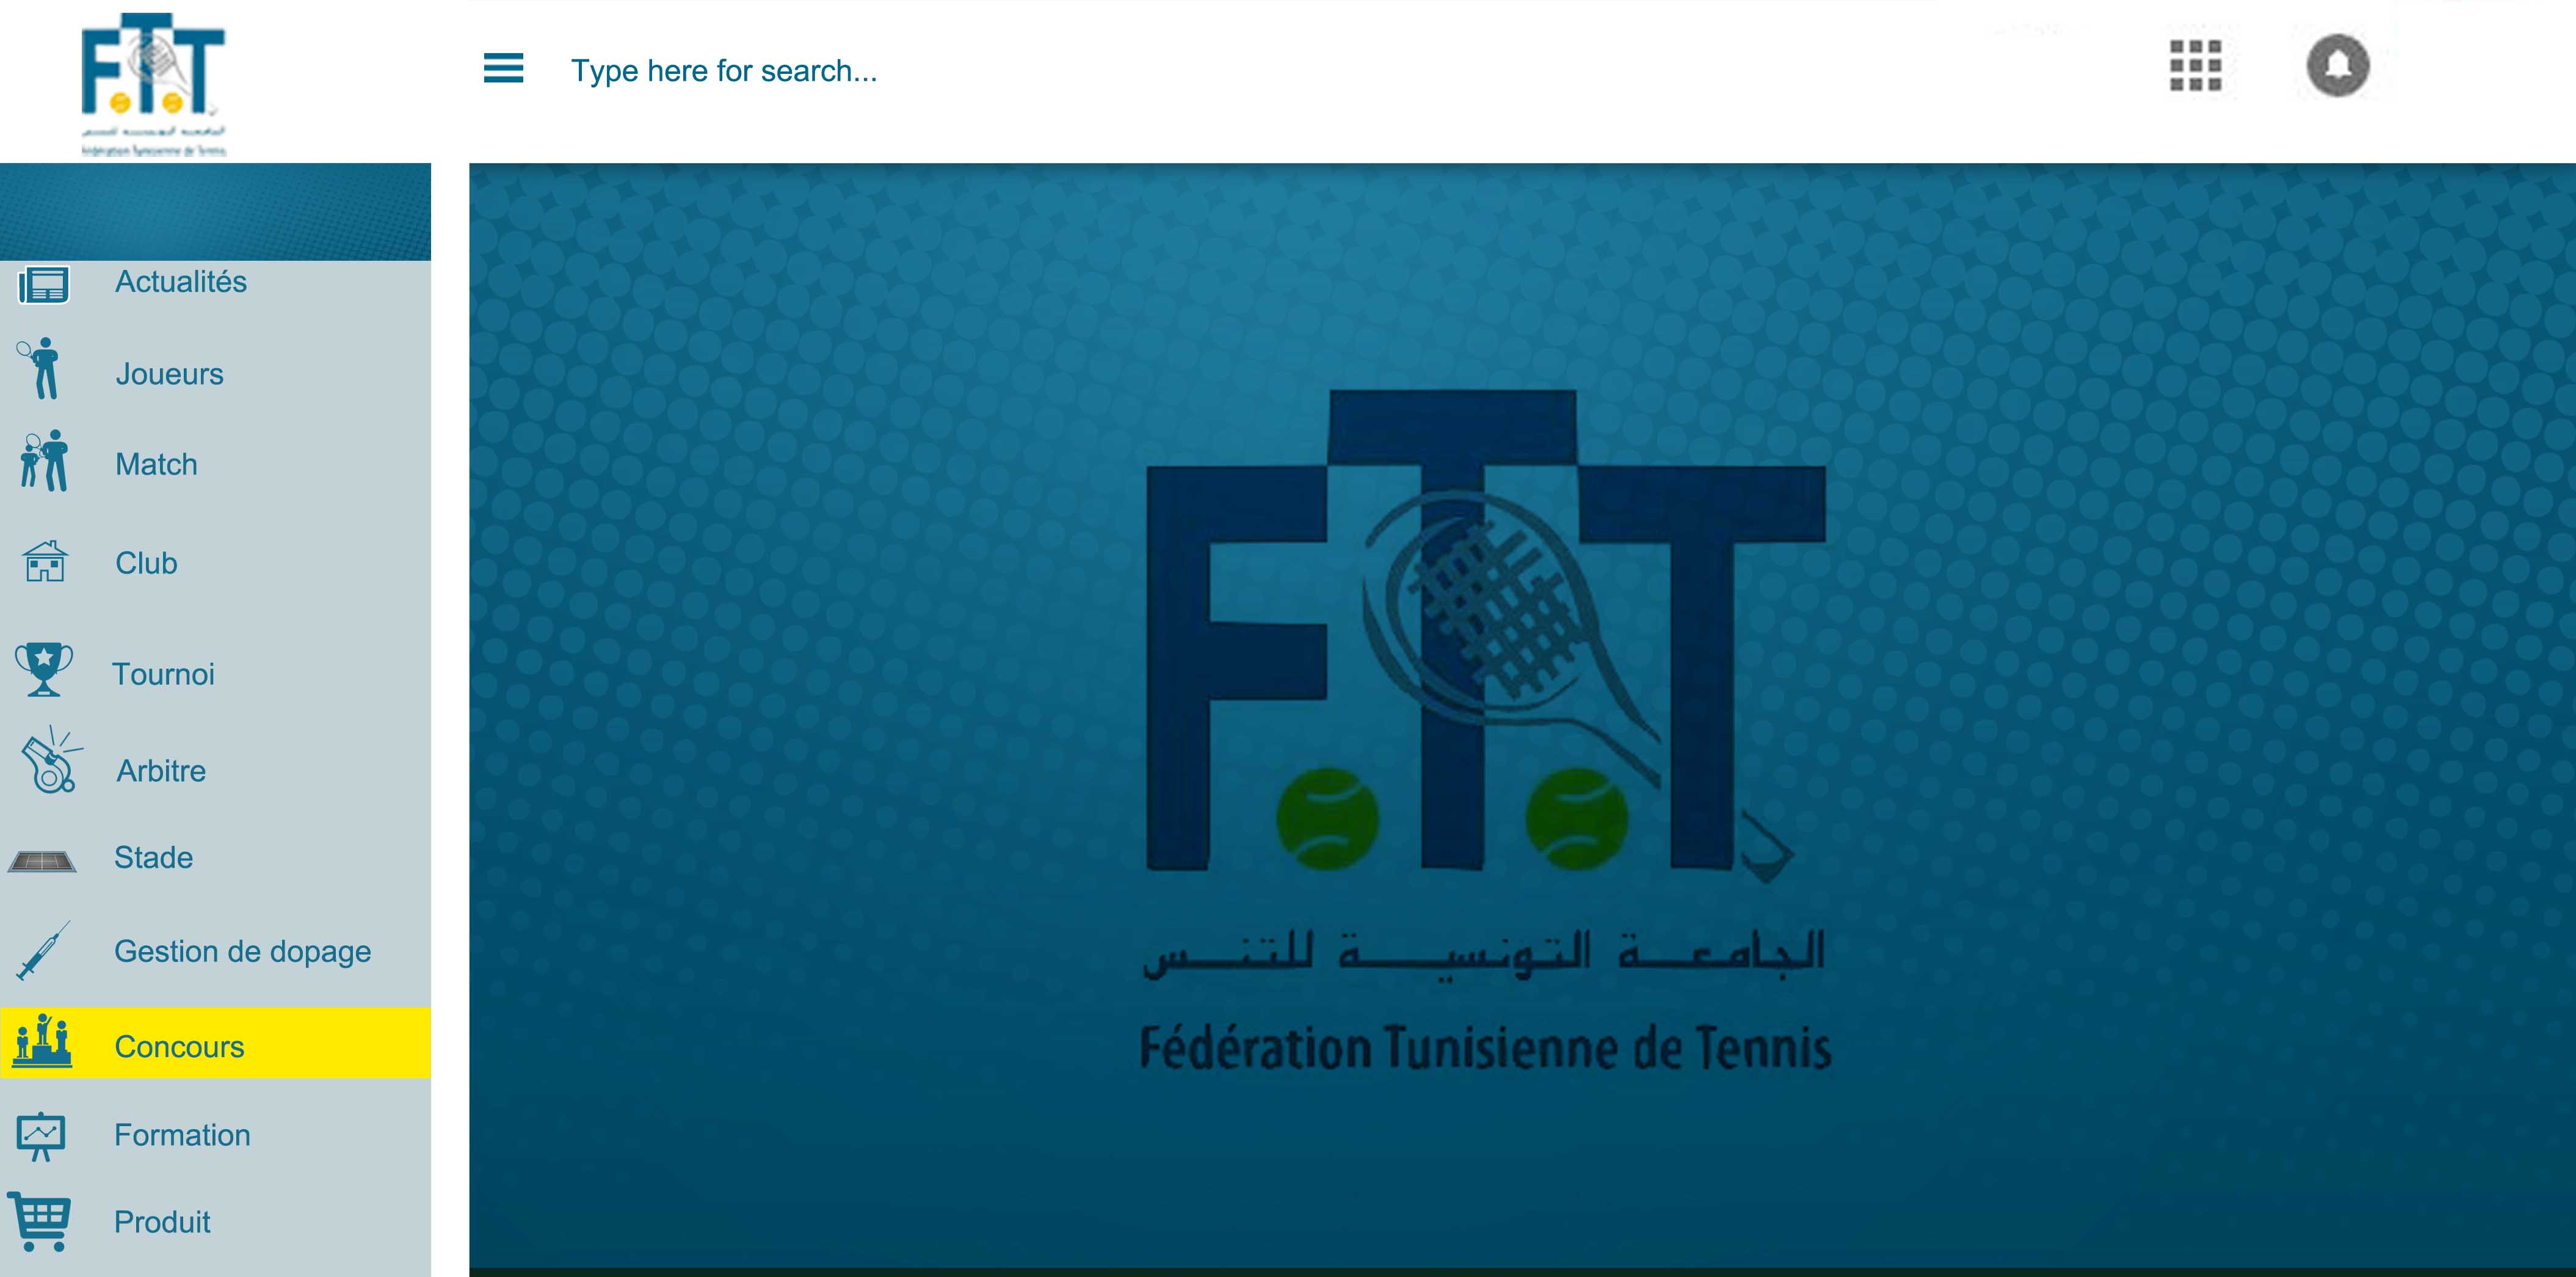 F.T.T
الجامعة التونسية للتنس
Fédération Tunisienne de Tennis
Type here for search...
Actualités
Joueurs
Match
Club
Tournoi
Arbitre
Stade
Gestion de dopage
Concours
Formation
Produit
F.T.T
الجامعة التونسية للتنس
Fédération Tunisienne de Tennis